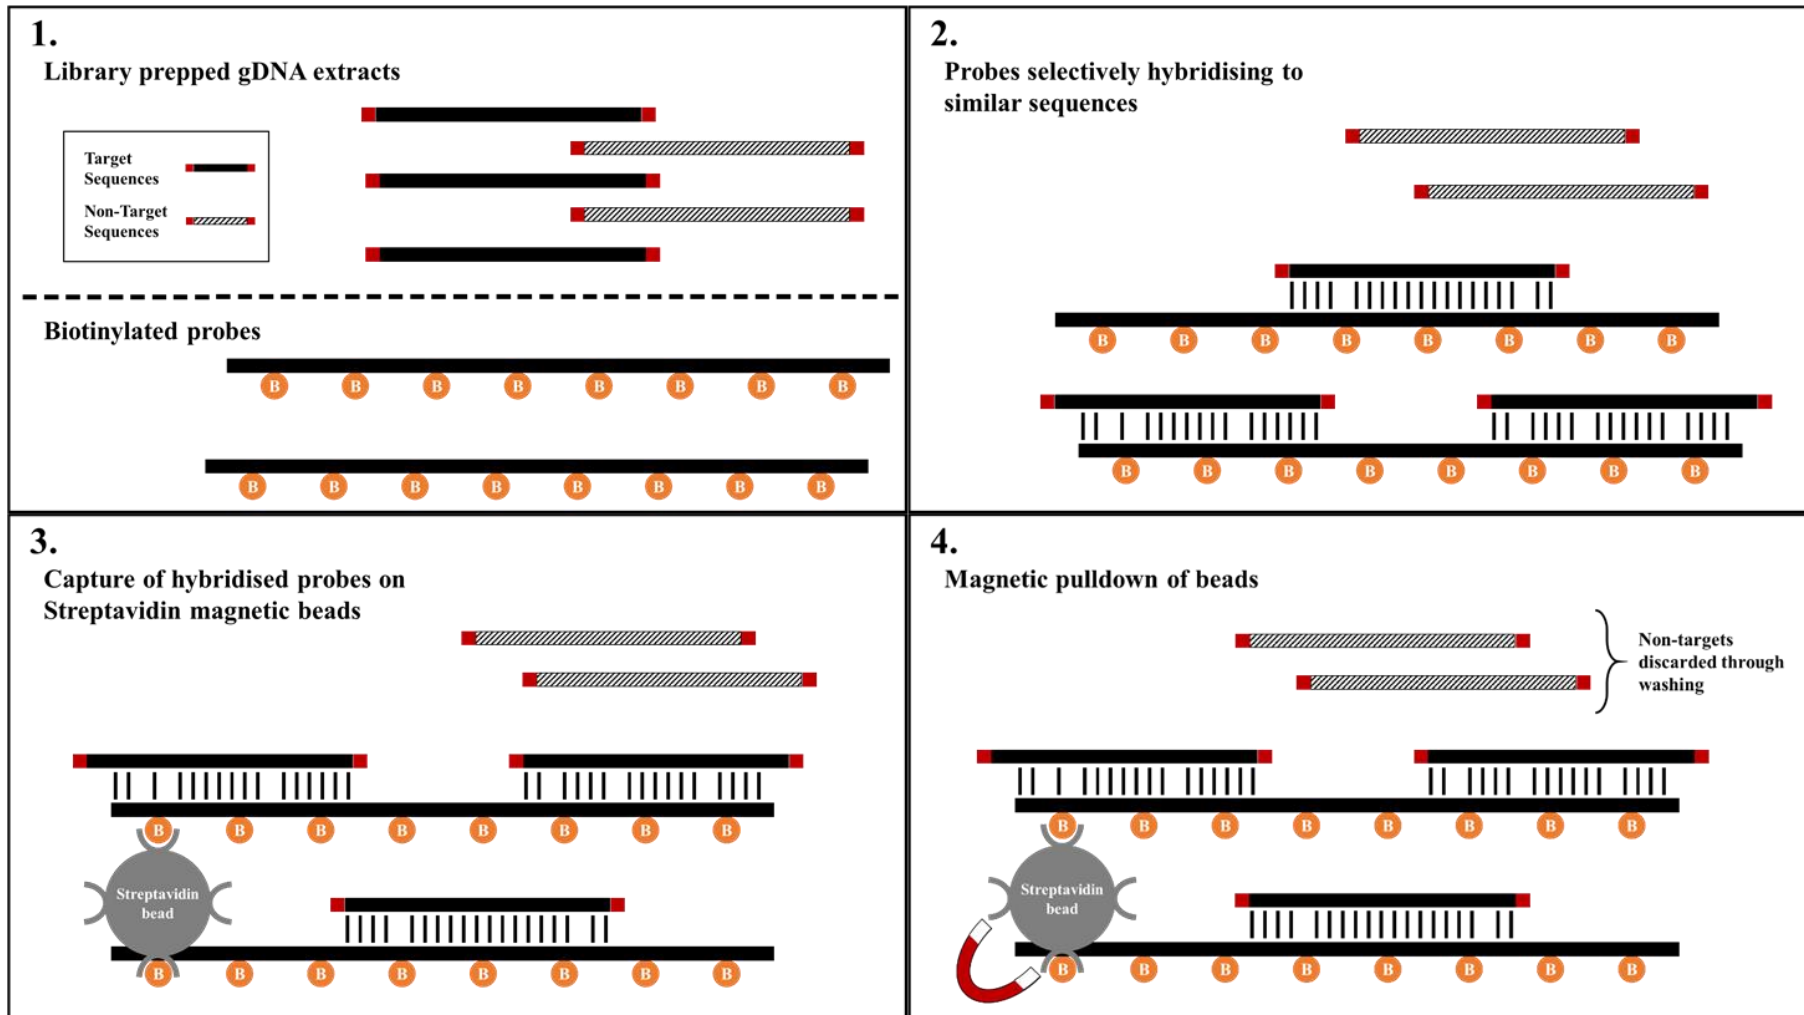 1.
Library prepped gDNA extracts
Target
Sequences
Non-Target
Sequences
Biotinylated probes
B B B B B B B B
B B B B B B B B
2.
Probes selectively hybridising to
similar sequences
B B B B B B B B
B B B B B B B B
3.
Capture of hybridised probes on
Streptavidin magnetic beads
B B B B B B B B
Streptavidin
bead
B B B B B B B B
4.
Magnetic pulldown of beads
Non-targets
discarded through
washing
B B B B B B B B
Streptavidin
bead
B B B B B B B B